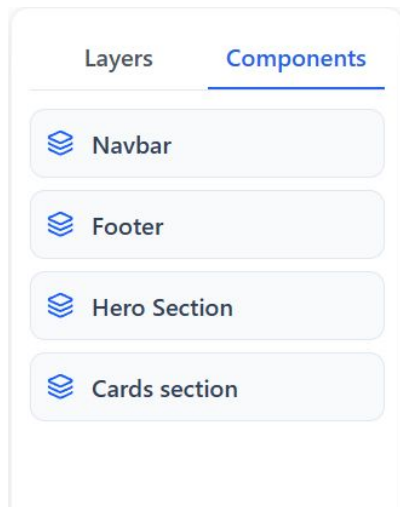 Layers Components
Navbar
Footer
Hero Section
Cards section